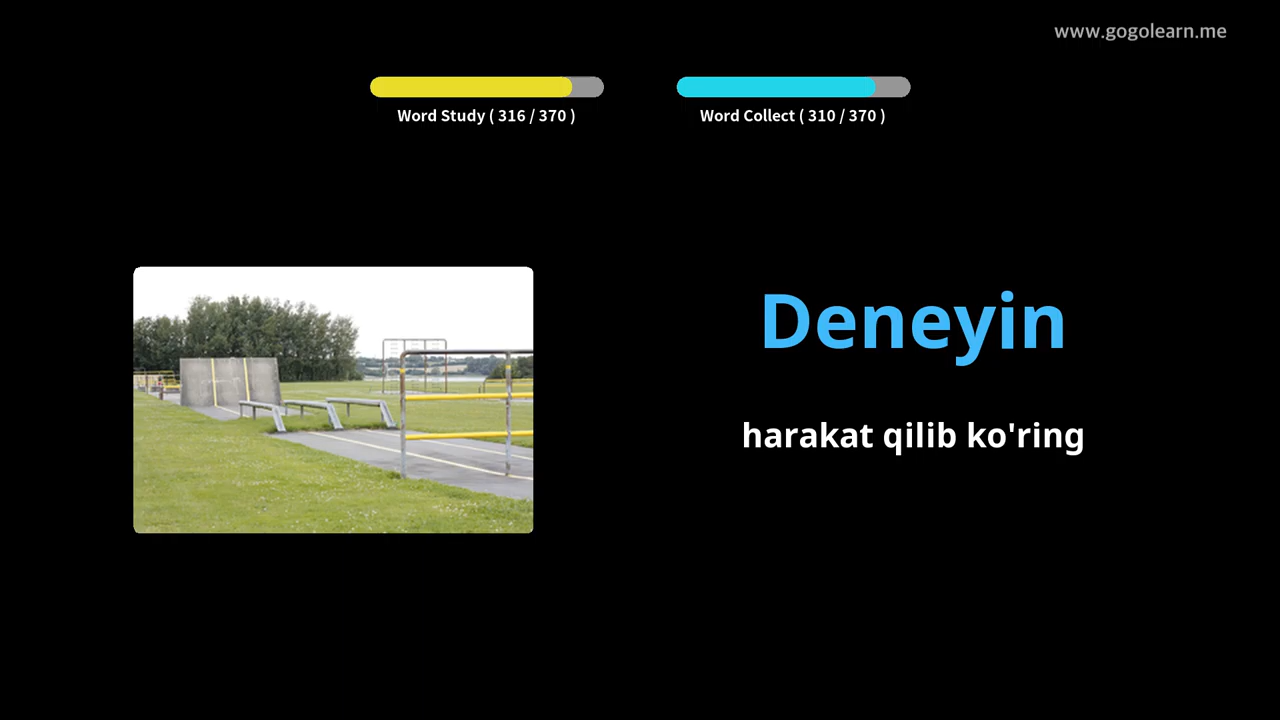 www.gogolearn.me
Word Study ( 316 / 370 )
Word Collect ( 310 / 370 )
Deneyin
harakat qilib ko'ring